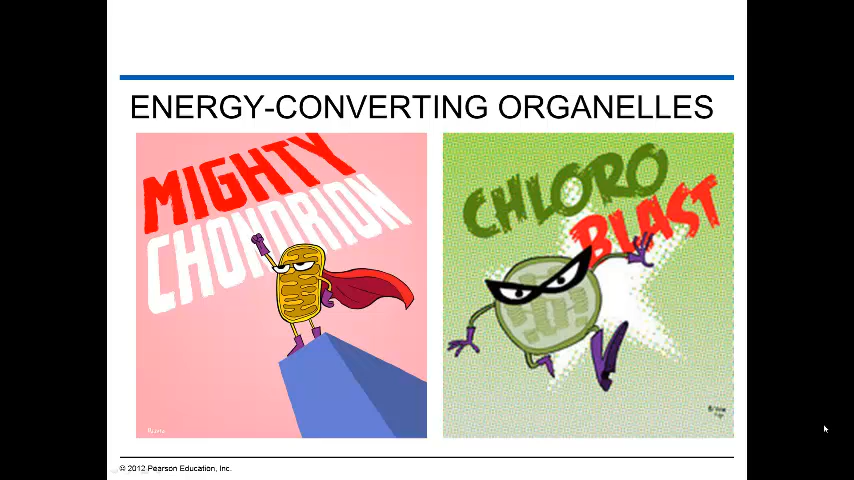 ENERGY-CONVERTING ORGANELLES
MIGHTY
CHONDRION
CHLORO
BLAST
© 2012 Pearson Education, Inc.